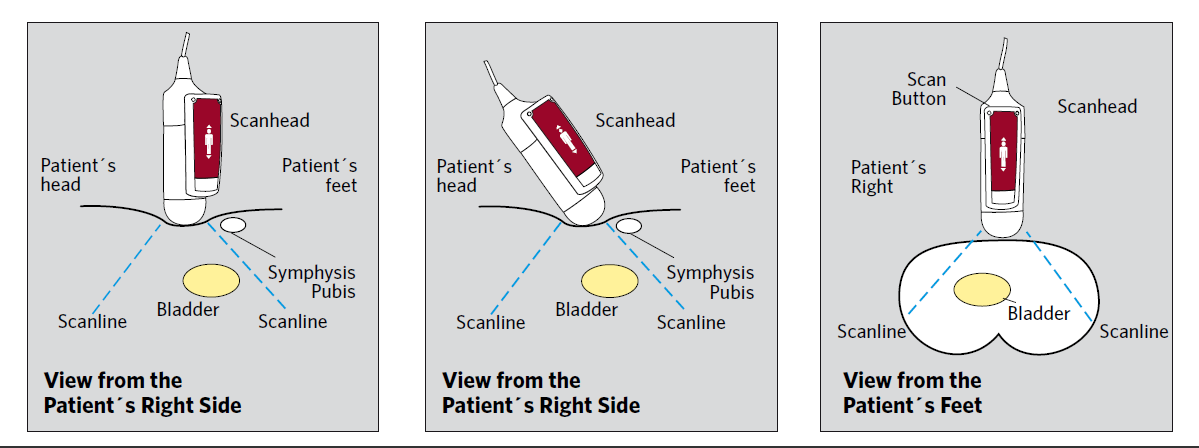 Scanhead
Patient´s
head
Patient´s
feet
Symphysis
Pubis
Bladder
Scanline
Scanline
View from the
Patient´s Right Side
Scanhead
Patient´s
head
Patient´s
feet
Symphysis
Pubis
Bladder
Scanline
Scanline
View from the
Patient´s Right Side
Scan
Button
Scanhead
Patient´s
Right
Bladder
Scanline
Scanline
View from the
Patient´s Feet